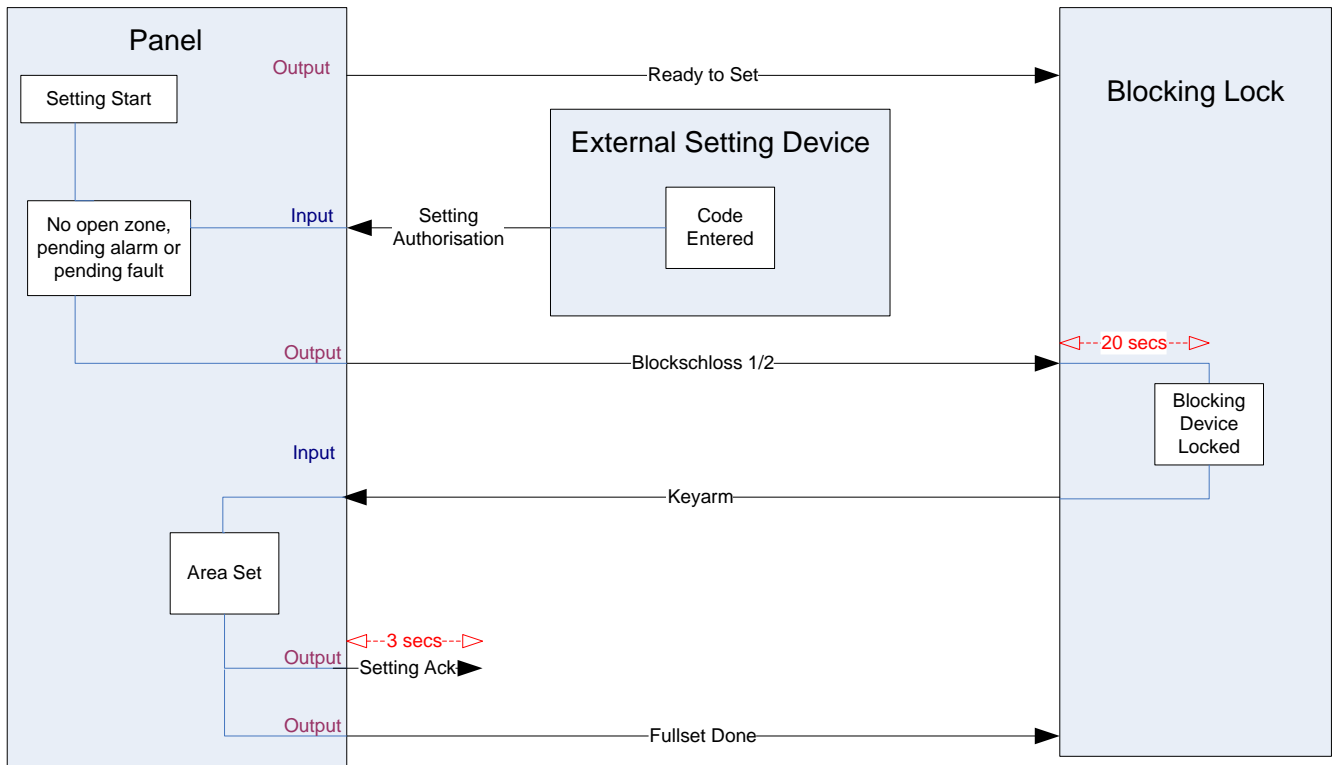 Panel
Output
Ready to Set
Blocking Lock
Setting Start
External Setting Device
No open zone,
pending alarm or
pending fault
Input
Setting
Authorisation
Code
Entered
Output
Blockschloss 1/2
20 secs
Blocking
Device
Locked
Input
Keyarm
Area Set
3 secs
Output
Setting Ack
Output
Fullset Done